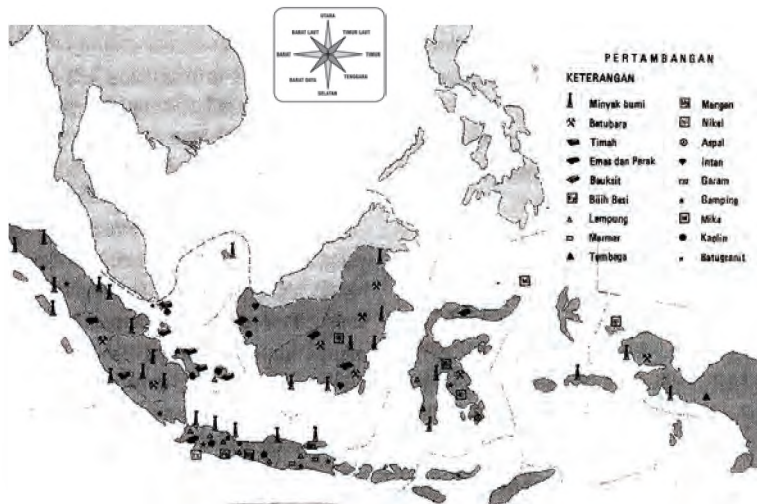 UTARA
BARAT LAUT TIMUR LAUT
BARAT TIMUR
BARAT DAYA TENGGARA
SELATAN
PERTAMBANGAN
KETERANGAN
Minyak bumi
Batubara
Timah
Emas dan Perak
Bauksit
Bijih Besi
Lempung
Marmer
Tembaga
Mangan
Nikel
Aspal
Intan
Garam
Gamping
Mika
Kaolin
Batugranit